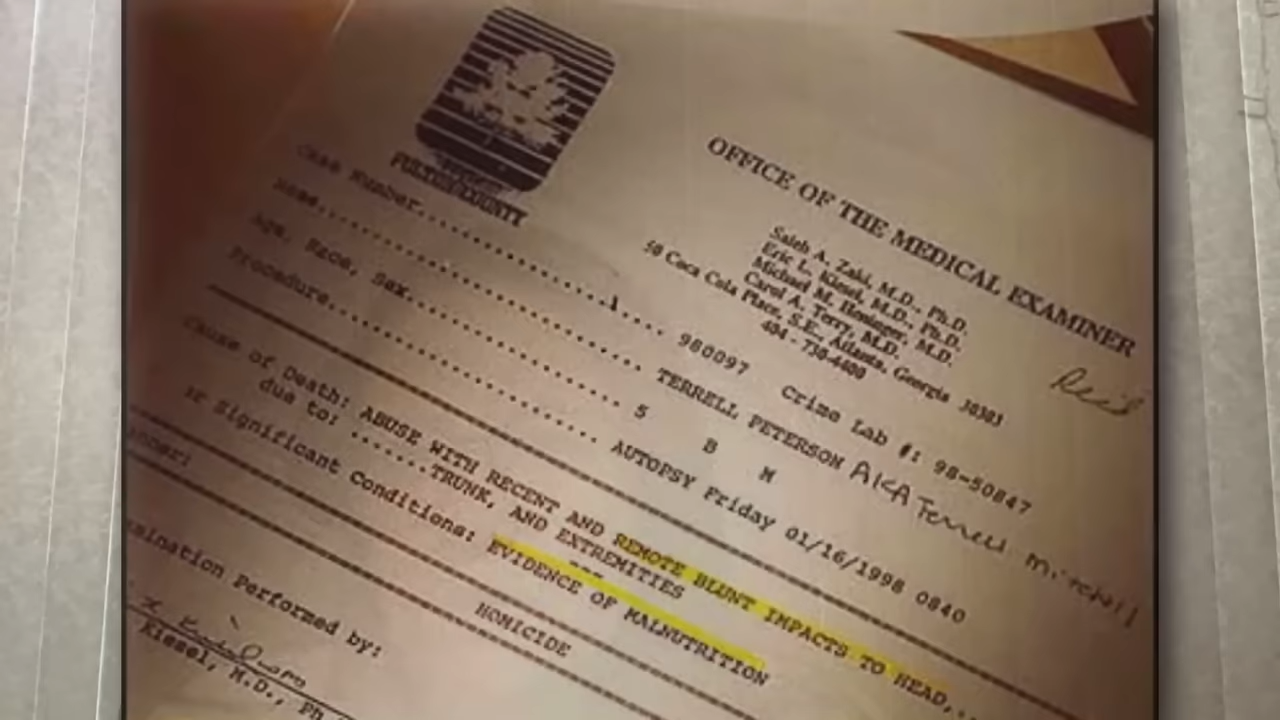 FULTON COUNTY
OFFICE OF THE MEDICAL EXAMINER
Saleh A. Zaki, M.D., Ph.D.
Eric L. Kiesel, M.D., Ph.D.
Michael M. Heninger, M.D.
Carol A. Terry, M.D.
50 Coca Cola Place, S.E., Atlanta, Georgia 30303
404 - 730-4400
Case Number.................... 980097 Crime Lab #: 98-50847
Name.................... TERRELL PETERSON AKA Terrell Mitchell
Age, Race, Sex.................... 5 B M
Procedure.................... AUTOPSY Friday 01/16/1998 0840
Cause of Death: ABUSE WITH RECENT AND REMOTE BLUNT IMPACTS TO HEAD,..
due to: .......TRUNK, AND EXTREMITIES
---
If Significant Conditions: EVIDENCE OF MALNUTRITION
anner: HOMICIDE
mination Performed by:
Kiesel, M.D., Ph